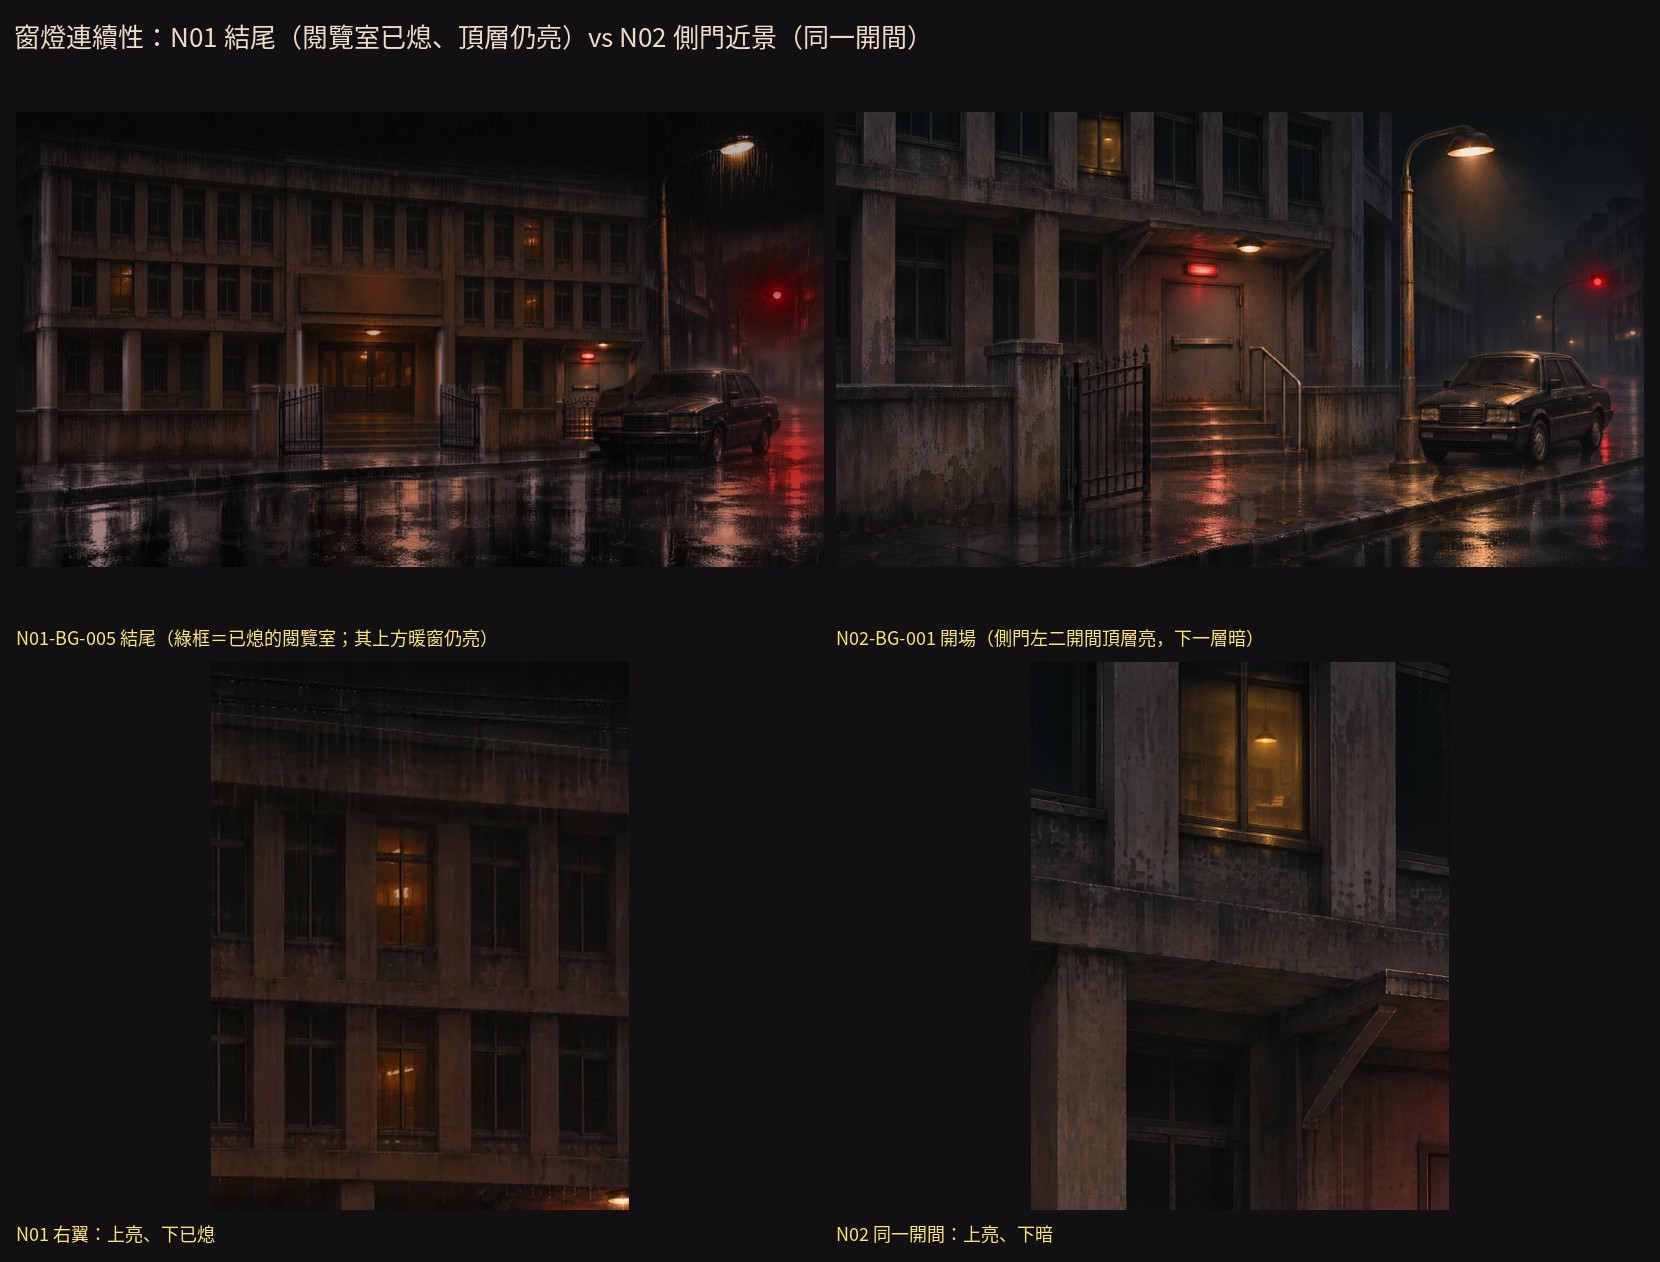 窗燈連續性：N01 結尾（閱覽室已熄、頂層仍亮）vs N02 側門近景（同一開間）
N01-BG-005 結尾（綠框＝已熄的閱覽室；其上方暖窗仍亮）
N02-BG-001 開場（側門左二開間頂層亮，下一層暗）
N01 右翼：上亮、下已熄
N02 同一開間：上亮、下暗